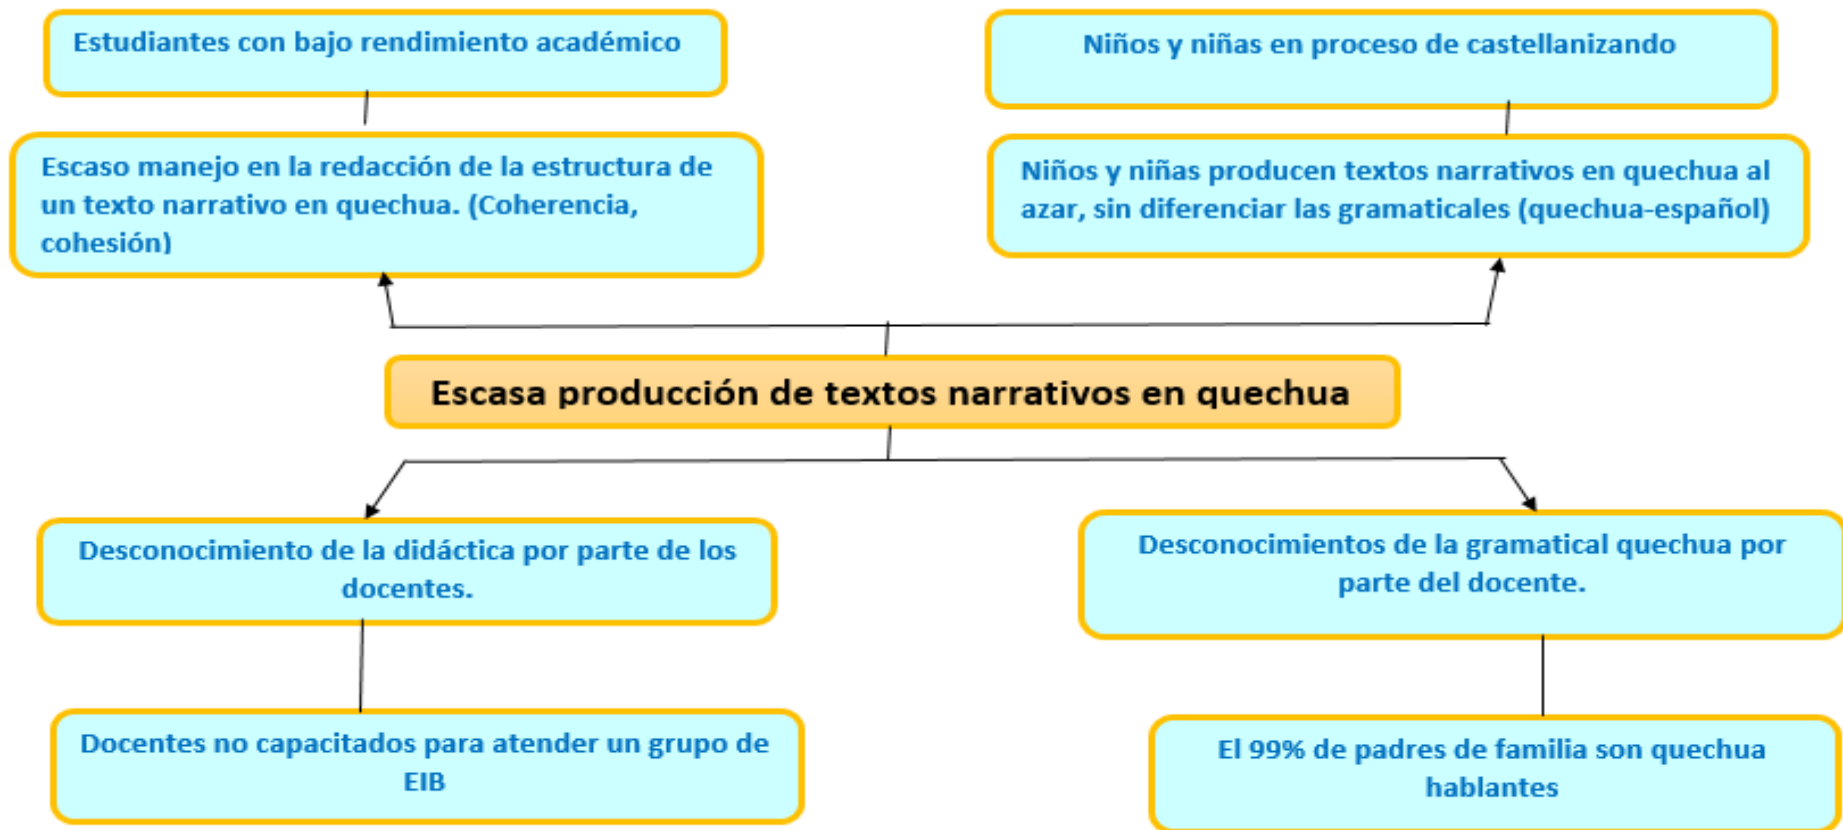 Estudiantes con bajo rendimiento académico
Niños y niñas en proceso de castellanizando
Escaso manejo en la redacción de la estructura de
un texto narrativo en quechua. (Coherencia,
cohesión)
Niños y niñas producen textos narrativos en quechua al
azar, sin diferenciar las gramaticales (quechua-español)
Escasa producción de textos narrativos en quechua
Desconocimiento de la didáctica por parte de los
docentes.
Desconocimientos de la gramatical quechua por
parte del docente.
Docentes no capacitados para atender un grupo de
EIB
El 99% de padres de familia son quechua
hablantes